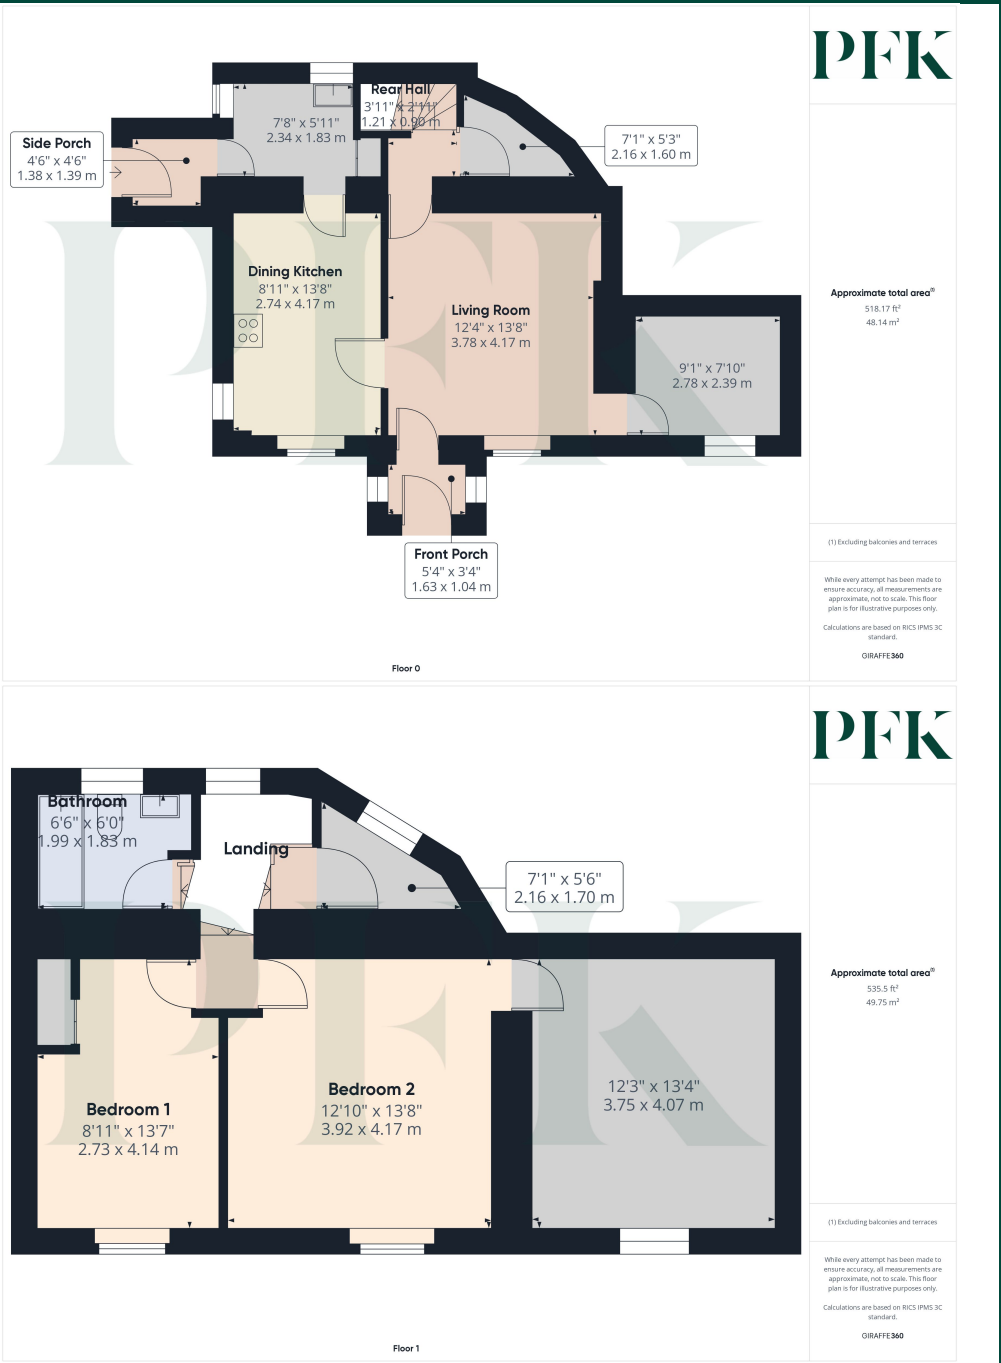 PFK
Rear Hall
3'11" x 2'11"
1.21 x 0.90 m
7'8" x 5'11"
2.34 x 1.83 m
7'1" x 5'3"
2.16 x 1.60 m
Side Porch
4'6" x 4'6"
1.38 x 1.39 m
Dining Kitchen
8'11" x 13'8"
2.74 x 4.17 m
Living Room
12'4" x 13'8"
3.78 x 4.17 m
9'1" x 7'10"
2.78 x 2.39 m
Front Porch
5'4" x 3'4"
1.63 x 1.04 m
Floor 0
PFK
Approximate total area⁽¹⁾
518.17 ft²
48.14 m²
(1) Excluding balconies and terraces
While every attempt has been made to
ensure accuracy, all measurements are
approximate, not to scale. This floor
plan is for illustrative purposes only.
Calculations are based on RICS IPMS 3C
standard.
GIRAFFE360
PFK
Bathroom
6'6" x 6'0"
1.99 x 1.83 m
Landing
7'1" x 5'6"
2.16 x 1.70 m
Bedroom 1
8'11" x 13'7"
2.73 x 4.14 m
Bedroom 2
12'10" x 13'8"
3.92 x 4.17 m
12'3" x 13'4"
3.75 x 4.07 m
Floor 1
PFK
Approximate total area⁽¹⁾
535.5 ft²
49.75 m²
(1) Excluding balconies and terraces
While every attempt has been made to
ensure accuracy, all measurements are
approximate, not to scale. This floor
plan is for illustrative purposes only.
Calculations are based on RICS IPMS 3C
standard.
GIRAFFE360